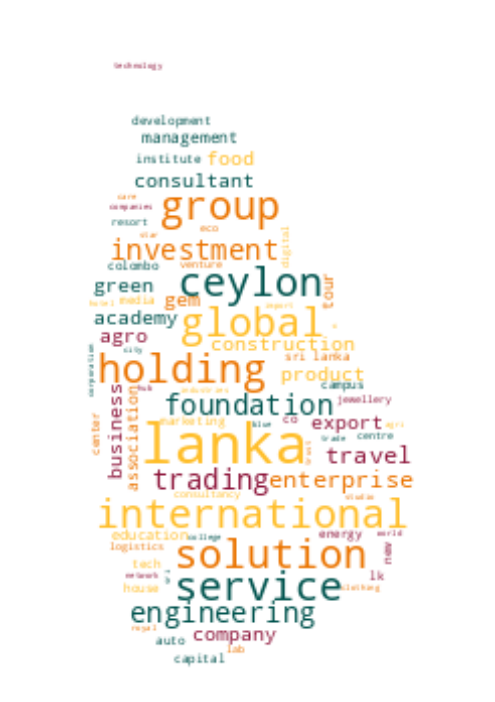 technology
development
management
institute food
consultant
care
companies group
resort
star eco
investment digital
colombo venture
green ceylon tour
hotel media gem export
academy global
agro construction
city sri lanka
holding product
corporation campus
hub industries
foundation jewellery
business association marketing blue co export agri
center lanka trade centre
travel
trading enterprise
consultancy studio
international
education college energy world
logistics solution new
tech
network service lk
house clothing
engineering
royal company
auto lab
capital